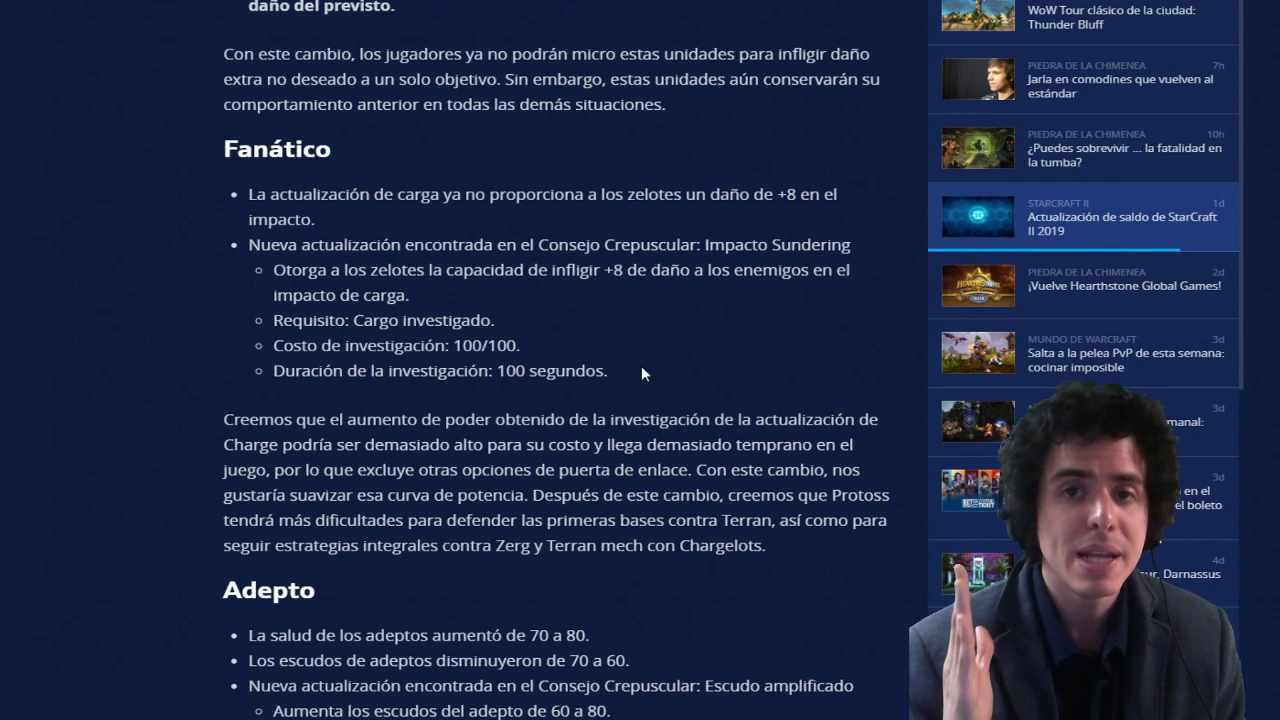 daño del previsto.
Con este cambio, los jugadores ya no podrán micro estas unidades para infligir daño
extra no deseado a un solo objetivo. Sin embargo, estas unidades aún conservarán su
comportamiento anterior en todas las demás situaciones.
Fanático
• La actualización de carga ya no proporciona a los zelotes un daño de +8 en el
impacto.
• Nueva actualización encontrada en el Consejo Crepuscular: Impacto Sundering
◦ Otorga a los zelotes la capacidad de infligir +8 de daño a los enemigos en el
impacto de carga.
◦ Requisito: Cargo investigado.
◦ Costo de investigación: 100/100.
◦ Duración de la investigación: 100 segundos.
Creemos que el aumento de poder obtenido de la investigación de la actualización de
Charge podría ser demasiado alto para su costo y llega demasiado temprano en el
juego, por lo que excluye otras opciones de puerta de enlace. Con este cambio, nos
gustaría suavizar esa curva de potencia. Después de este cambio, creemos que Protoss
tendrá más dificultades para defender las primeras bases contra Terran, así como para
seguir estrategias integrales contra Zerg y Terran mech con Chargelots.
Adepto
• La salud de los adeptos aumentó de 70 a 80.
• Los escudos de adeptos disminuyeron de 70 a 60.
• Nueva actualización encontrada en el Consejo Crepuscular: Escudo amplificado
◦ Aumenta los escudos del adepto de 60 a 80.
WoW Tour clásico de la ciudad:
Thunder Bluff
PIEDRA DE LA CHIMENEA 7h
Jarla en comodines que vuelven al
estándar
PIEDRA DE LA CHIMENEA 10h
¿Puedes sobrevivir ... la fatalidad en
la tumba?
STARCRAFT II 1d
Actualización de saldo de StarCraft
II 2019
PIEDRA DE LA CHIMENEA 2d
¡Vuelve Hearthstone Global Games!
MUNDO DE WARCRAFT 3d
Salta a la pelea PvP de esta semana:
cocinar imposible
3d
manal:
3d
en el
el boleto
4d
Darnassus